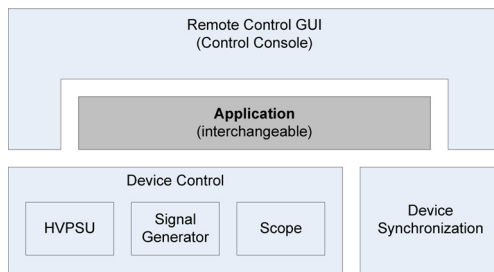 Remote Control GUI
(Control Console)
Application
(interchangeable)
Device Control
HVPSU
Signal
Generator
Scope
Device
Synchronization